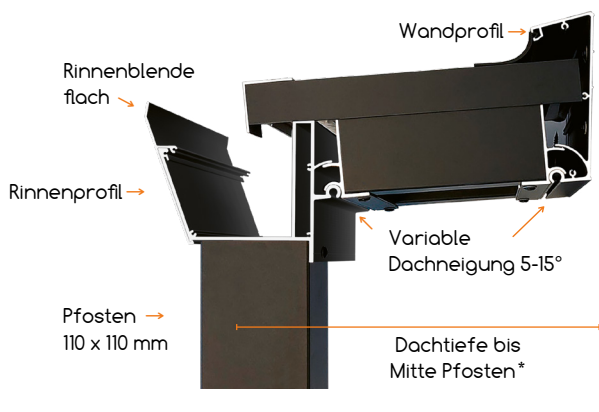 Wandprofil
Rinnenblende
flach
Rinnenprofil
Variable
Dachneigung 5-15°
Pfosten
110 x 110 mm
Dachtiefe bis
Mitte Pfosten*